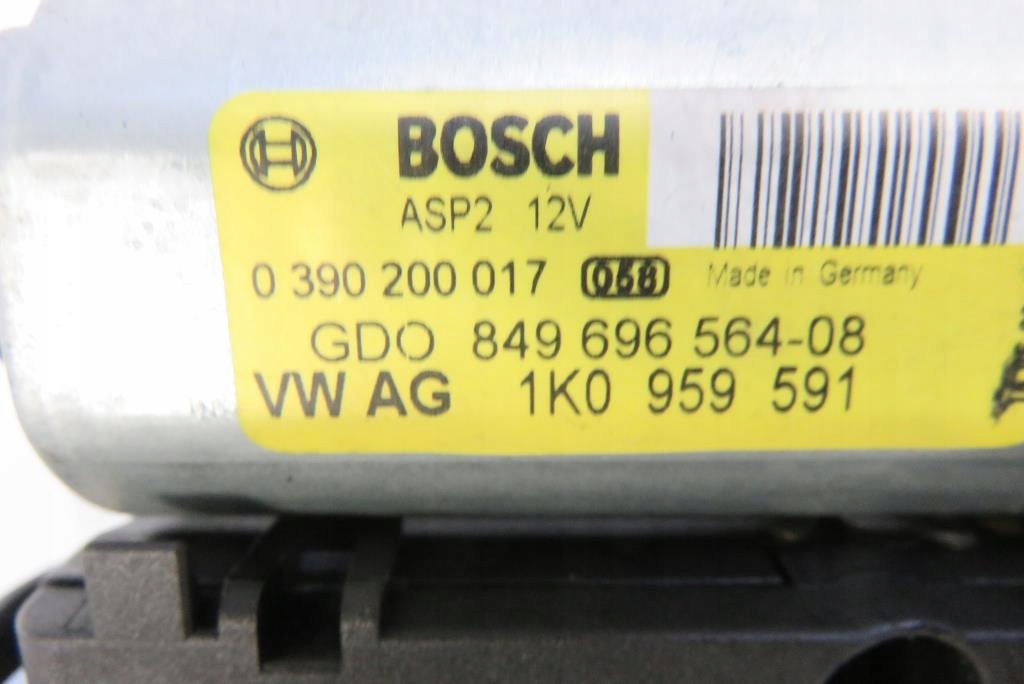 BOSCH
ASP2 12V
0 390 200 017 Made in Germany
GDO 849 696 564-08
VW AG 1K0 959 591